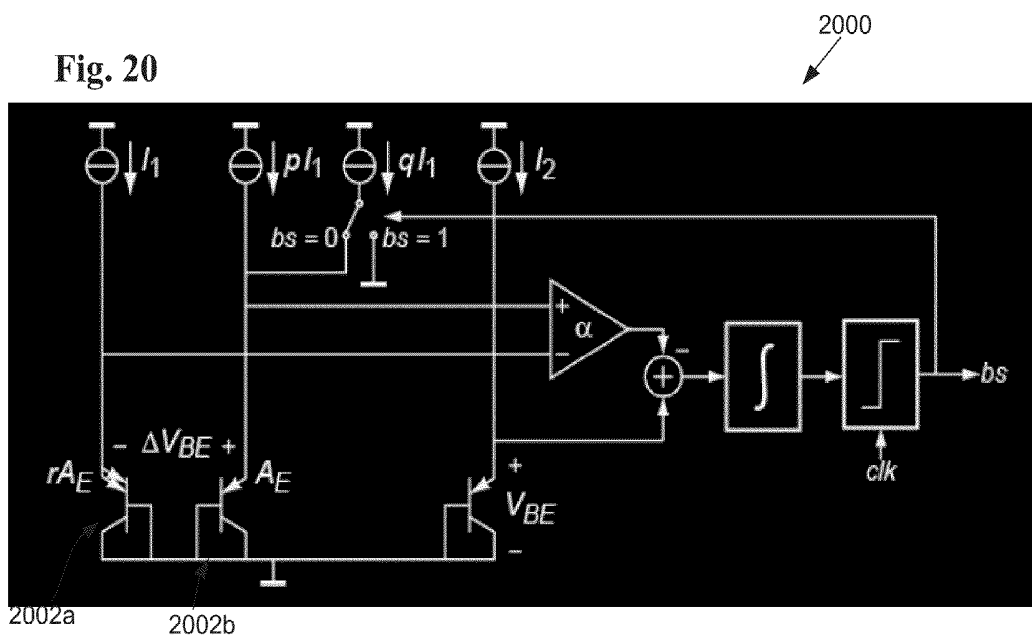 2000
Fig. 20
I1
pI1
qI1
I2
bs = 0
bs = 1
+
α
−
−
+
∫
bs
clk
− ΔVBE +
rAE
AE
+
VBE
−
2002a
2002b